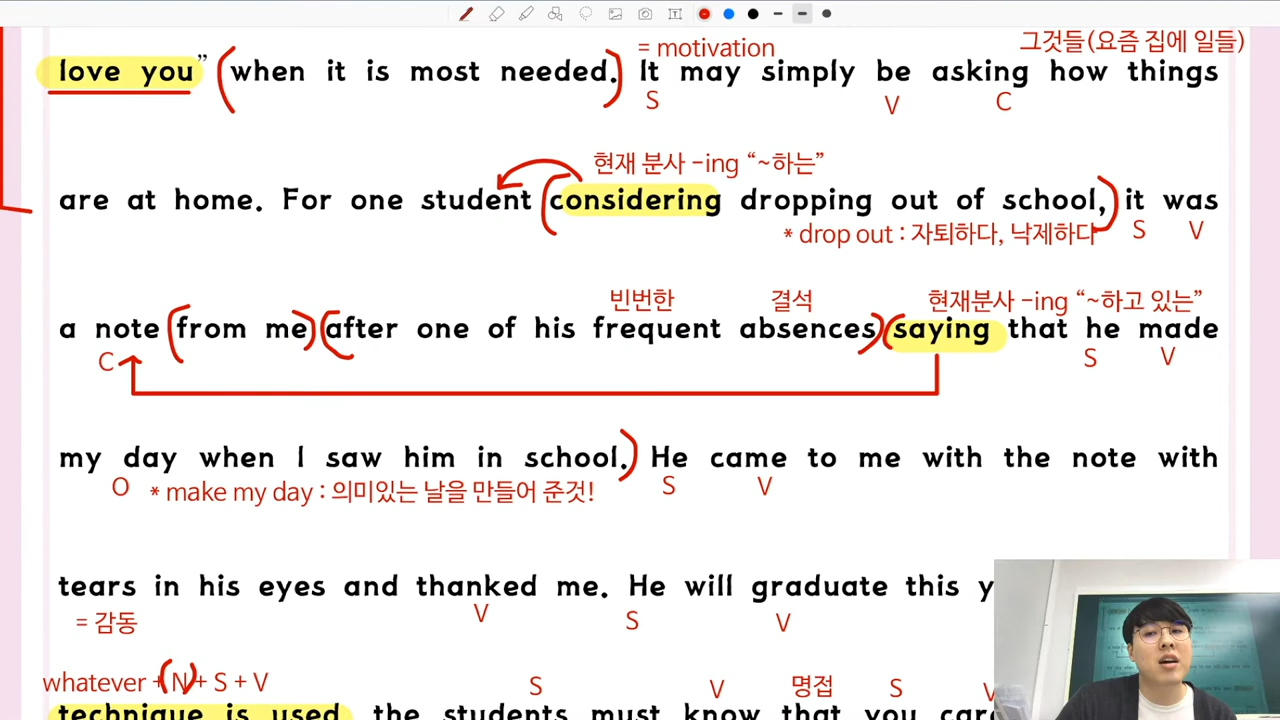 = motivation
그것들(요즘 집에 일들)
love you” (when it is most needed.) It may simply be asking how things
S V C
현재 분사 -ing “~하는”
are at home. For one student (considering dropping out of school,) it was
* drop out : 자퇴하다, 낙제하다 S V
빈번한 결석 현재분사 -ing “~하고 있는”
a note (from me) (after one of his frequent absences) (saying that he made
C S V
my day when I saw him in school.) He came to me with the note with
O * make my day : 의미있는 날을 만들어 준것! S V
tears in his eyes and thanked me. He will graduate this
= 감동 V S V
whatever + (N) + S + V S V 명접 S V
technique is used, the students must know that you